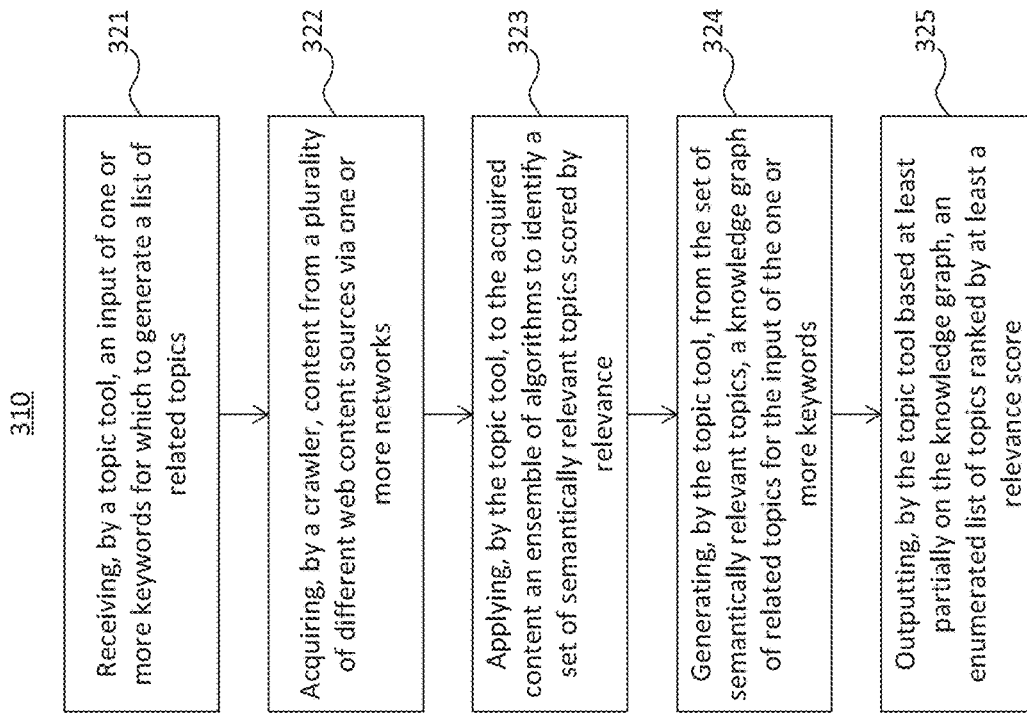 310
Receiving, by a topic tool, an input of one or
more keywords for which to generate a list of
related topics
321
Acquiring, by a crawler, content from a plurality
of different web content sources via one or
more networks
322
Applying, by the topic tool, to the acquired
content an ensemble of algorithms to identify a
set of semantically relevant topics scored by
relevance
323
Generating, by the topic tool, from the set of
semantically relevant topics, a knowledge graph
of related topics for the input of the one or
more keywords
324
Outputting, by the topic tool based at least
partially on the knowledge graph, an
enumerated list of topics ranked by at least a
relevance score
325